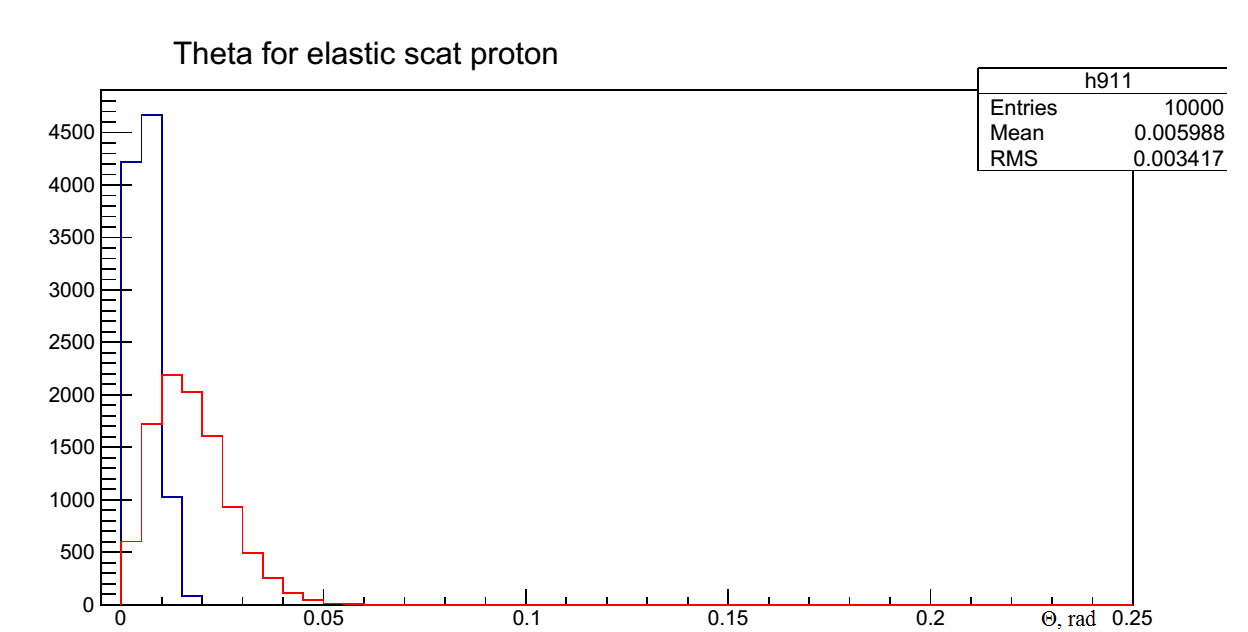 Theta for elastic scat proton
h911
Entries 10000
Mean 0.005988
RMS 0.003417
4500
4000
3500
3000
2500
2000
1500
1000
500
0
0 0.05 0.1 0.15 0.2 Θ, rad 0.25